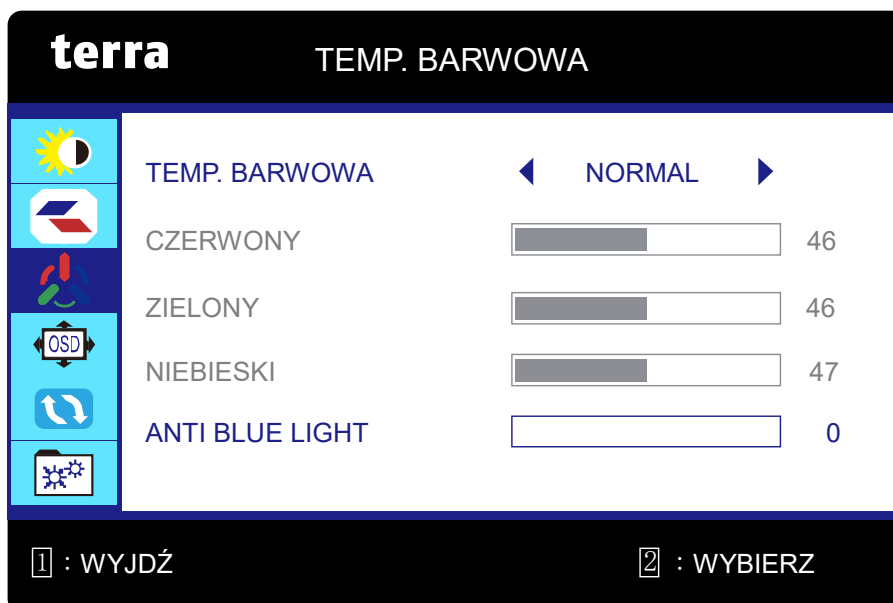 terra TEMP. BARWOWA
TEMP. BARWOWA NORMAL
CZERWONY 46
ZIELONY 46
OSD
NIEBIESKI 47
ANTI BLUE LIGHT 0
1 : WYJDŹ 2 : WYBIERZ